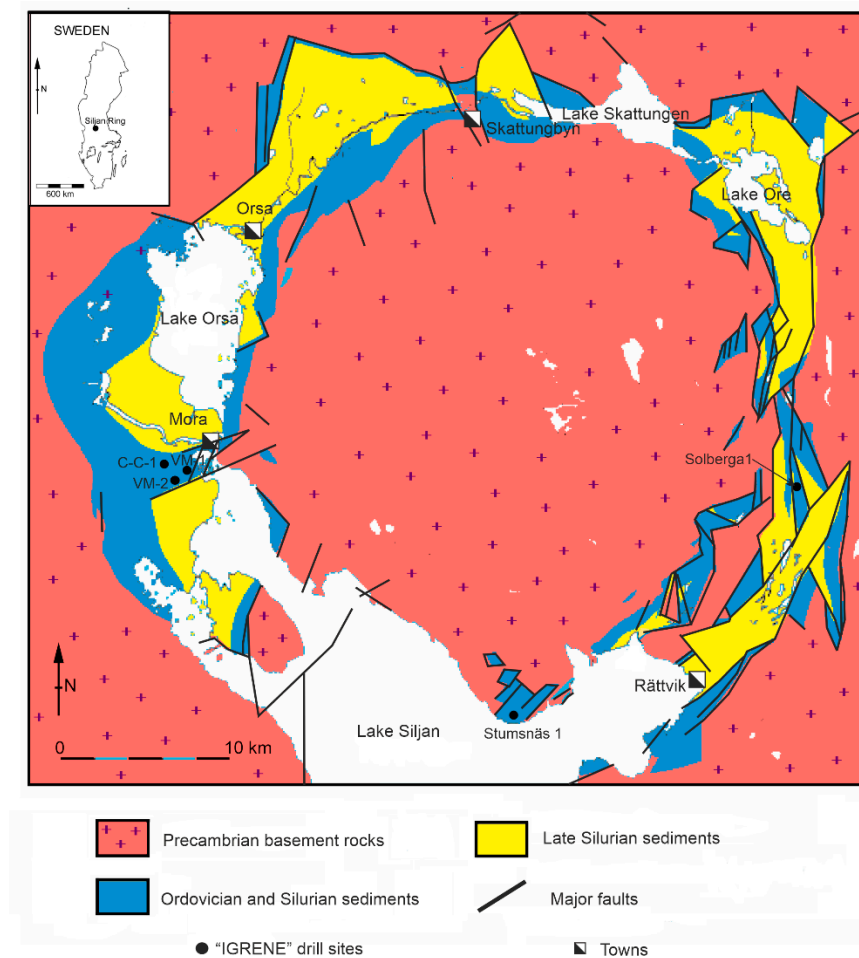 SWEDEN
N
Siljan Ring
600 km
Lake Skattungen
Skattungbyn
Lake Ore
Orsa
Lake Orsa
Mora
C-C-1
VM-1
VM-2
Solberga1
N
Rättvik
0 10 km
Lake Siljan
Stumsnäs 1
Precambrian basement rocks
Late Silurian sediments
Ordovician and Silurian sediments
Major faults
“IGRENE” drill sites
Towns